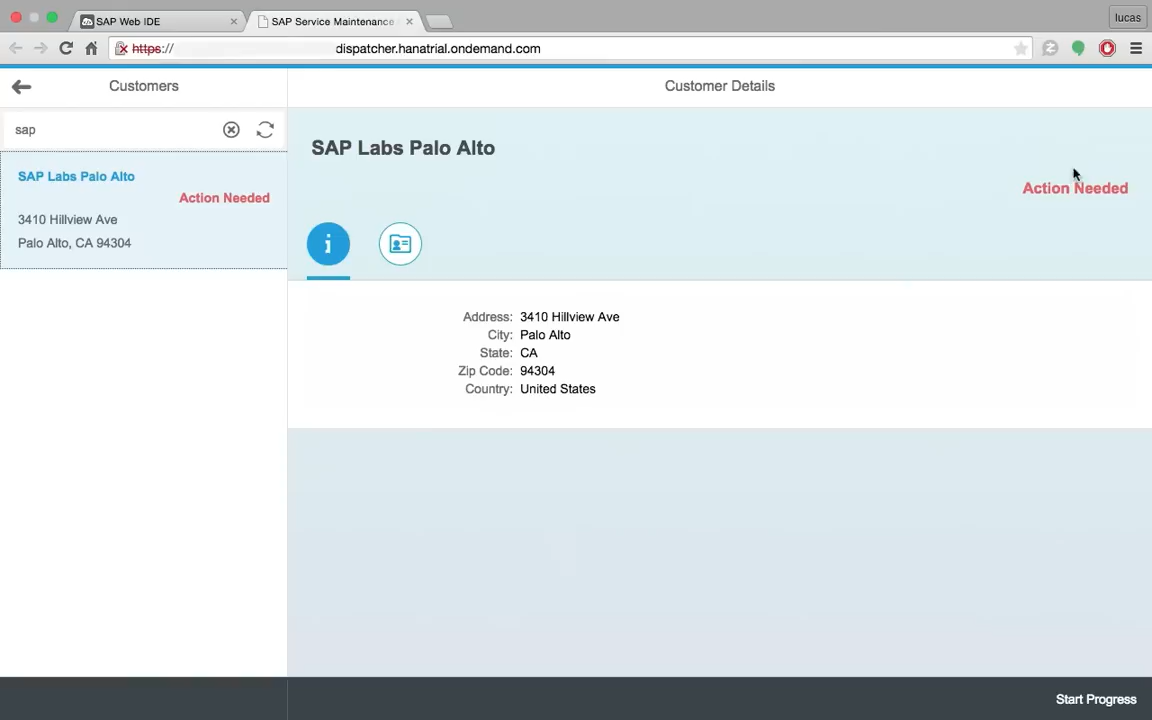 SAP Web IDE
SAP Service Maintenance
lucas
https://
dispatcher.hanatrial.ondemand.com
Customers
Customer Details
sap
SAP Labs Palo Alto
Action Needed
3410 Hillview Ave
Palo Alto, CA 94304
SAP Labs Palo Alto
Action Needed
Address: 3410 Hillview Ave
City: Palo Alto
State: CA
Zip Code: 94304
Country: United States
Start Progress